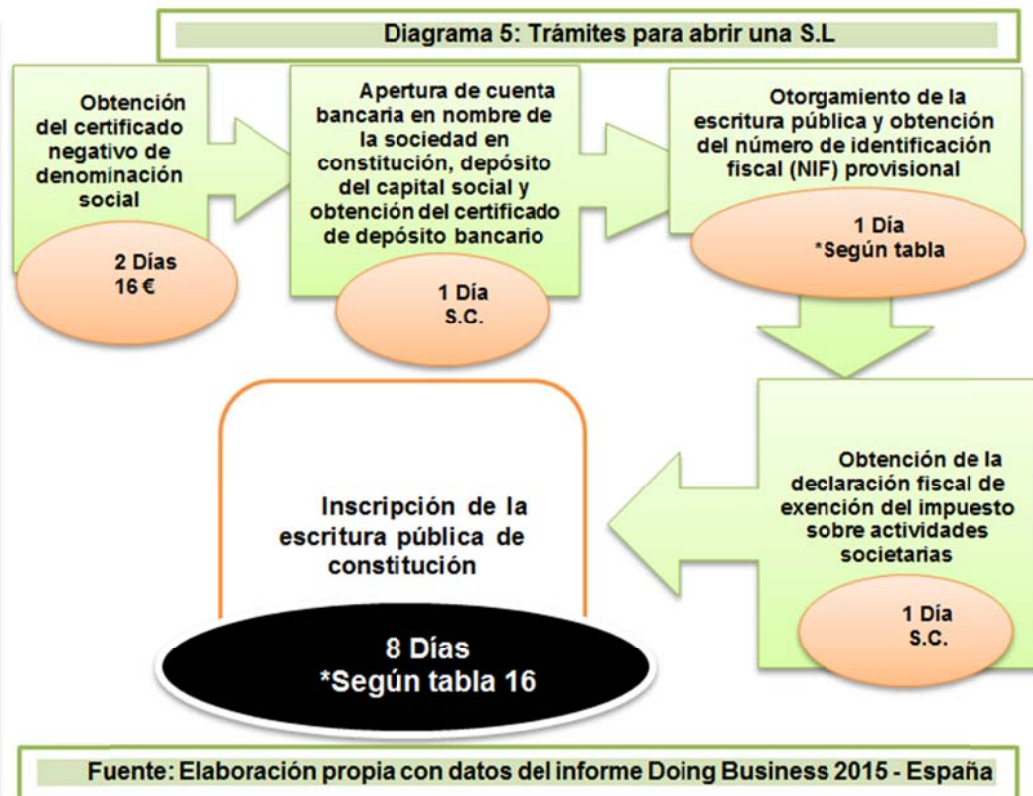 Diagrama 5: Trámites para abrir una S.L
Obtención
del certificado
negativo de
denominación
social
2 Días
16 €
Apertura de cuenta
bancaria en nombre de
la sociedad en
constitución, depósito
del capital social y
obtención del certificado
de depósito bancario
1 Día
S.C.
Otorgamiento de la
escritura pública y obtención
del número de identificación
fiscal (NIF) provisional
1 Día
*Según tabla
Obtención de la
declaración fiscal de
exención del impuesto
sobre actividades
societarias
1 Día
S.C.
Inscripción de la
escritura pública de
constitución
8 Días
*Según tabla 16
Fuente: Elaboración propia con datos del informe Doing Business 2015 - España